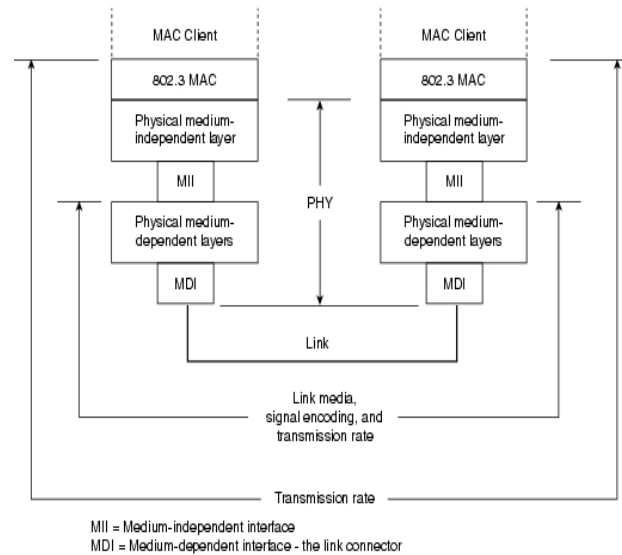 MAC Client
MAC Client
802.3 MAC
802.3 MAC
Physical medium-
independent layer
Physical medium-
independent layer
MII
MII
PHY
Physical medium-
dependent layers
Physical medium-
dependent layers
MDI
MDI
Link
Link media,
signal encoding, and
transmission rate
Transmission rate
MII = Medium-independent interface
MDI = Medium-dependent interface - the link connector